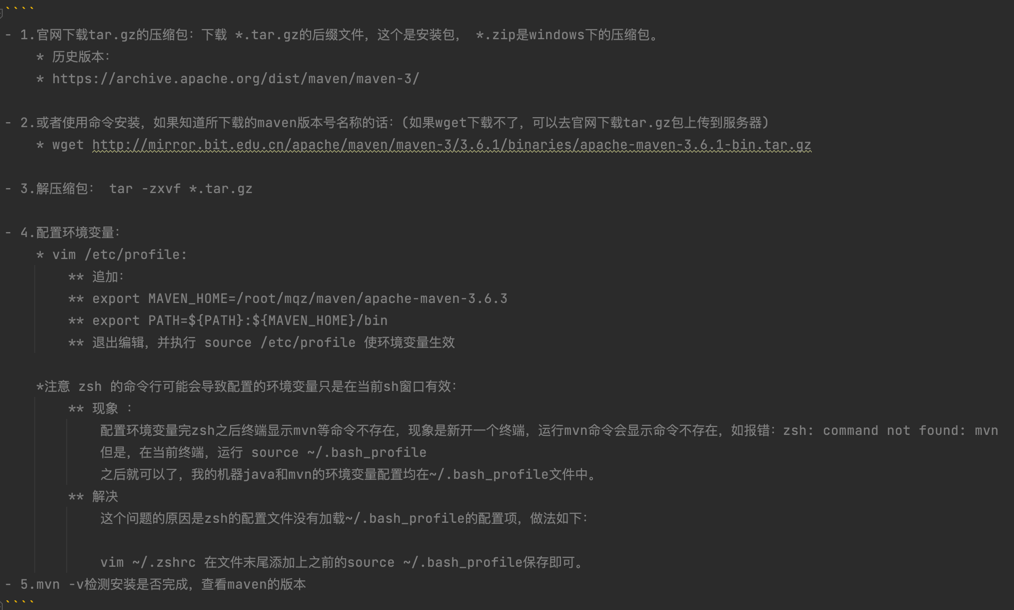 ````
- 1.官网下载tar.gz的压缩包：下载 *.tar.gz的后缀文件，这个是安装包， *.zip是windows下的压缩包。
* 历史版本：
* https://archive.apache.org/dist/maven/maven-3/
- 2.或者使用命令安装，如果知道所下载的maven版本号名称的话：(如果wget下载不了，可以去官网下载tar.gz包上传到服务器)
* wget http://mirror.bit.edu.cn/apache/maven/maven-3/3.6.1/binaries/apache-maven-3.6.1-bin.tar.gz
- 3.解压缩包： tar -zxvf *.tar.gz
- 4.配置环境变量：
* vim /etc/profile:
** 追加：
** export MAVEN_HOME=/root/mqz/maven/apache-maven-3.6.3
** export PATH=${PATH}:${MAVEN_HOME}/bin
** 退出编辑，并执行 source /etc/profile 使环境变量生效
*注意 zsh 的命令行可能会导致配置的环境变量只是在当前sh窗口有效：
** 现象 ：
配置环境变量完zsh之后终端显示mvn等命令不存在，现象是新开一个终端，运行mvn命令会显示命令不存在，如报错：zsh: command not found: mvn
但是，在当前终端，运行 source ~/.bash_profile
之后就可以了，我的机器java和mvn的环境变量配置均在~/.bash_profile文件中。
** 解决
这个问题的原因是zsh的配置文件没有加载~/.bash_profile的配置项，做法如下：
vim ~/.zshrc 在文件末尾添加上之前的source ~/.bash_profile保存即可。
- 5.mvn -v检测安装是否完成，查看maven的版本
````